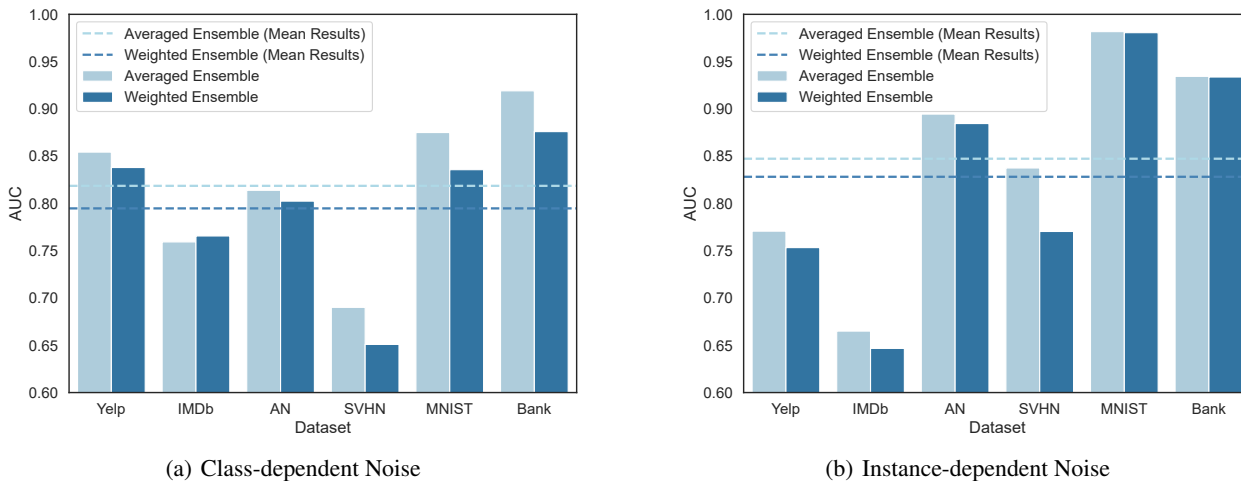 1.00
0.95
0.90
0.85
0.80
0.75
0.70
0.65
0.60
AUC
Averaged Ensemble (Mean Results)
Weighted Ensemble (Mean Results)
Averaged Ensemble
Weighted Ensemble
Yelp IMDb AN SVHN MNIST Bank
Dataset
(a) Class-dependent Noise
1.00
0.95
0.90
0.85
0.80
0.75
0.70
0.65
0.60
AUC
Averaged Ensemble (Mean Results)
Weighted Ensemble (Mean Results)
Averaged Ensemble
Weighted Ensemble
Yelp IMDb AN SVHN MNIST Bank
Dataset
(b) Instance-dependent Noise